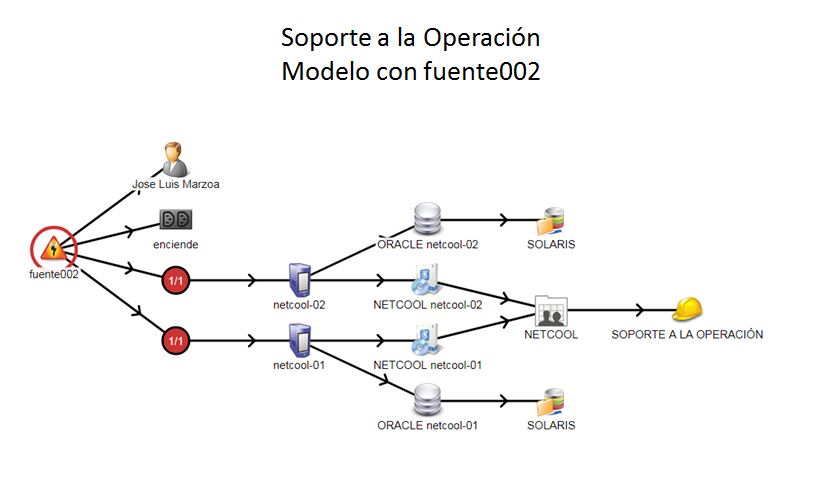 Soporte a la Operación
Modelo con fuente002
Jose Luis Marzoa
enciende
ORACLE netcool-02
SOLARIS
fuente002
1/1
netcool-02
NETCOOL netcool-02
NETCOOL
SOPORTE A LA OPERACIÓN
1/1
netcool-01
NETCOOL netcool-01
ORACLE netcool-01
SOLARIS